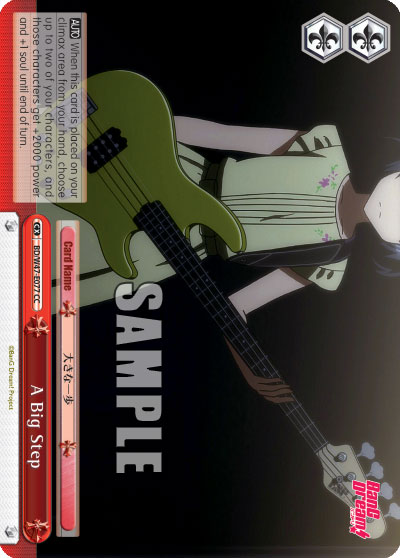 [AUTO] When this card is placed on your
climax area from your hand, choose
up to two of your characters, and
those characters get +2000 power
and +1 soul until end of turn.
CX BD/W47-E077 CC
Card Name
大きな一歩
A Big Step
©BanG Dream! Project
SAMPLE
BanG
Dream!